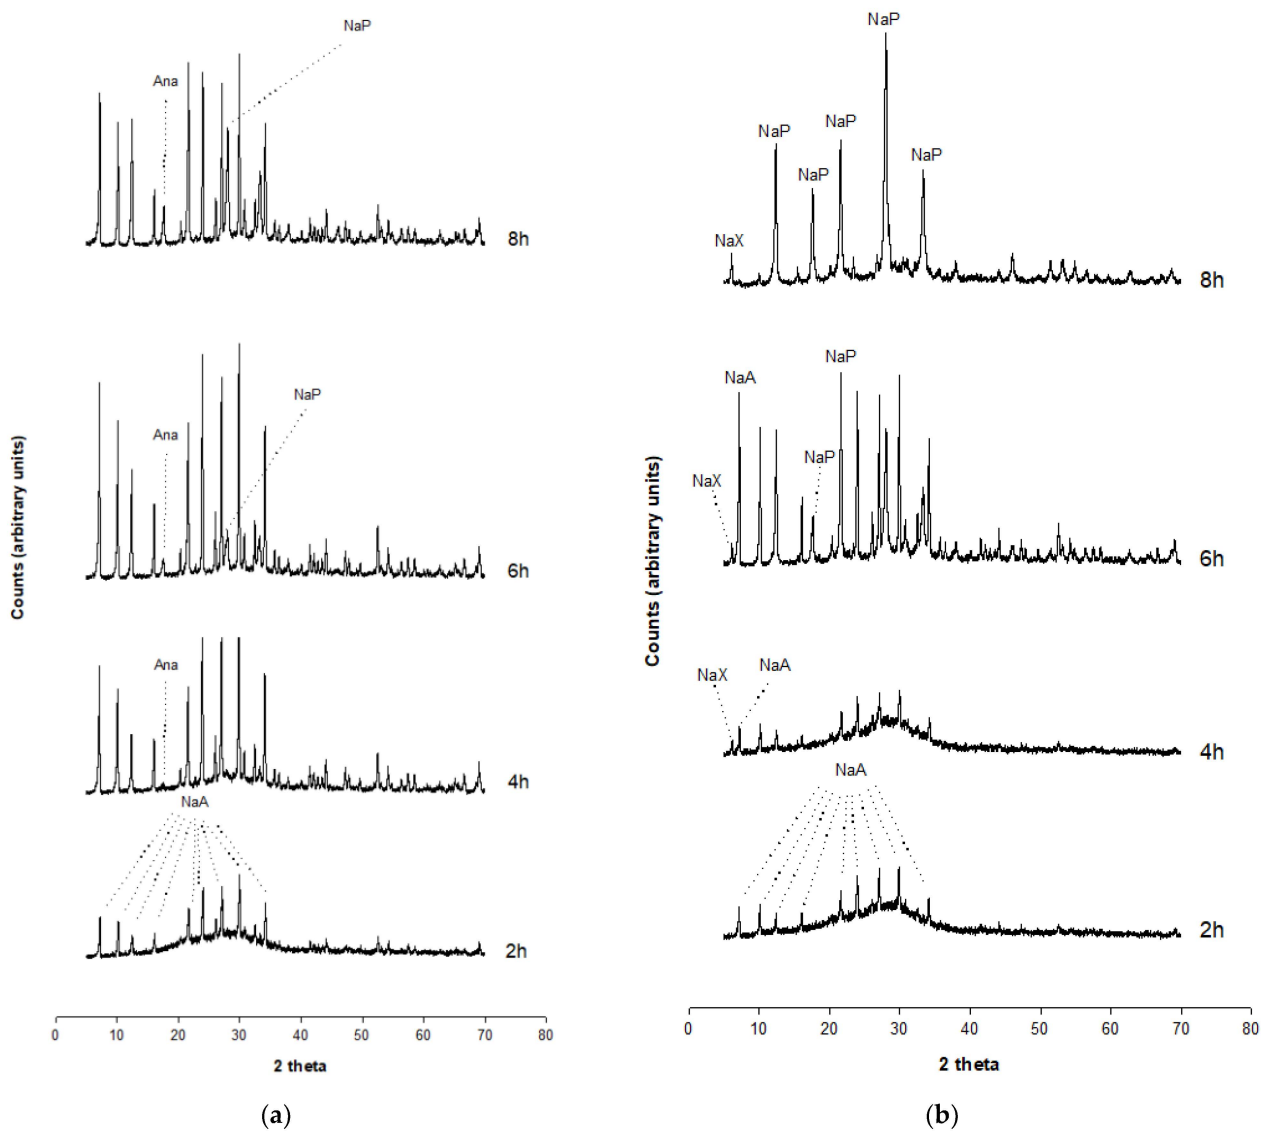 NaP
Ana
8h
NaP
Ana
6h
Ana
4h
NaA
2h
Counts (arbitrary units)
0 10 20 30 40 50 60 70 80
2 theta
(a)
NaP
NaP
NaP
NaP
NaP
NaX
8h
NaP
NaA
NaP
NaX
6h
NaA
NaX
4h
NaA
2h
Counts (arbitrary units)
0 10 20 30 40 50 60 70 80
2 theta
(b)